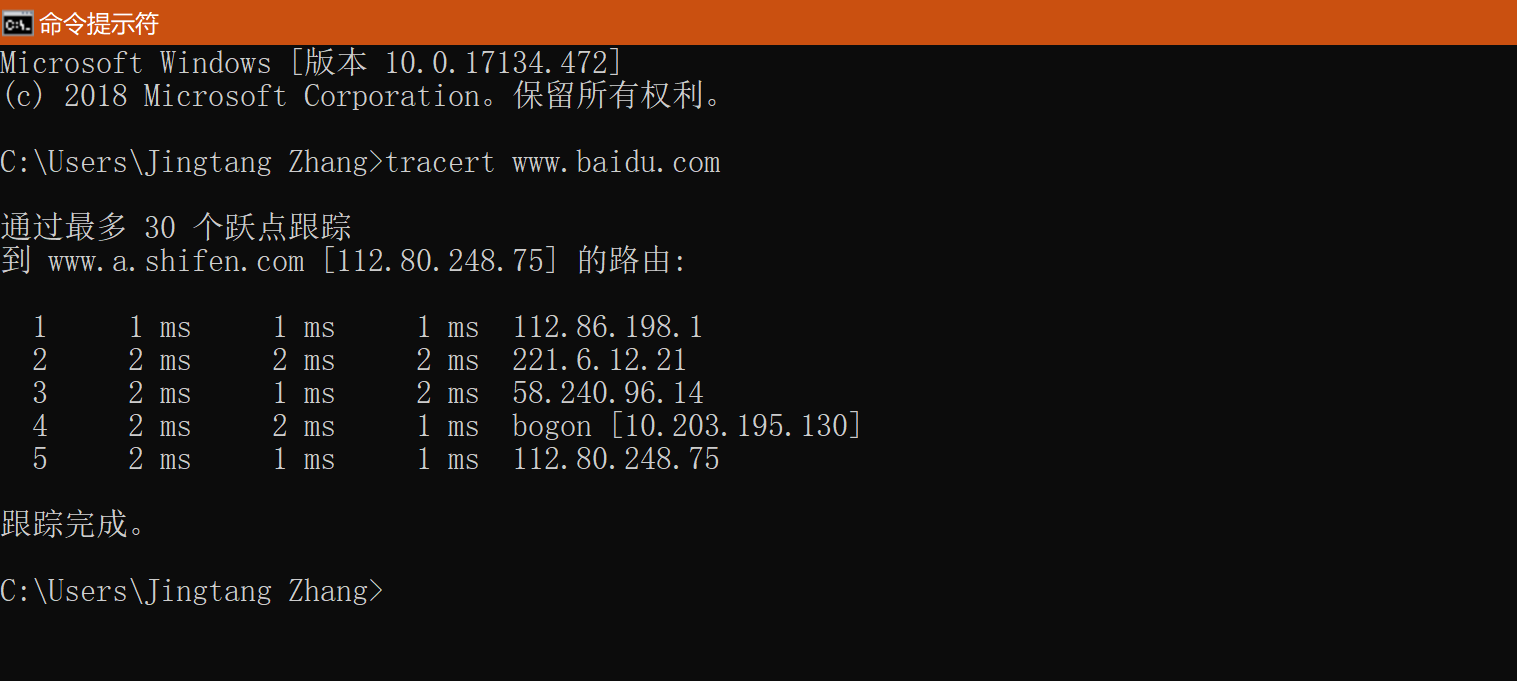 命令提示符
Microsoft Windows [版本 10.0.17134.472]
(c) 2018 Microsoft Corporation。保留所有权利。
C:\Users\Jingtang Zhang>tracert www.baidu.com
通过最多 30 个跃点跟踪
到 www.a.shifen.com [112.80.248.75] 的路由:
1 1 ms 1 ms 1 ms 112.86.198.1
2 2 ms 2 ms 2 ms 221.6.12.21
3 2 ms 1 ms 2 ms 58.240.96.14
4 2 ms 2 ms 1 ms bogon [10.203.195.130]
5 2 ms 1 ms 1 ms 112.80.248.75
跟踪完成。
C:\Users\Jingtang Zhang>